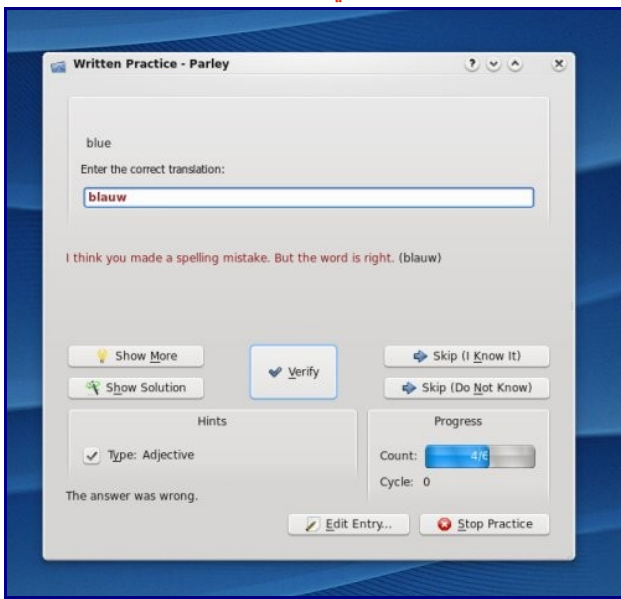 Written Practice - Parley
blue
Enter the correct translation:
blauw
I think you made a spelling mistake. But the word is right. (blauw)
Show More
Skip (I Know It)
Verify
Show Solution
Skip (Do Not Know)
Hints
Progress
Type: Adjective
Count: 4/6
Cycle: 0
The answer was wrong.
Edit Entry...
Stop Practice